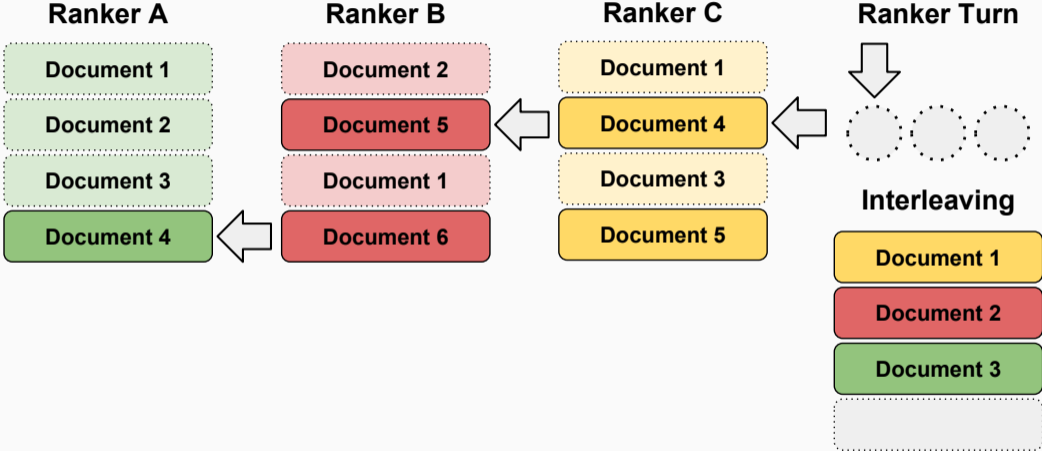 Ranker A
Document 1
Document 2
Document 3
Document 4
Ranker B
Document 2
Document 5
Document 1
Document 6
Ranker C
Document 1
Document 4
Document 3
Document 5
Ranker Turn
Interleaving
Document 1
Document 2
Document 3